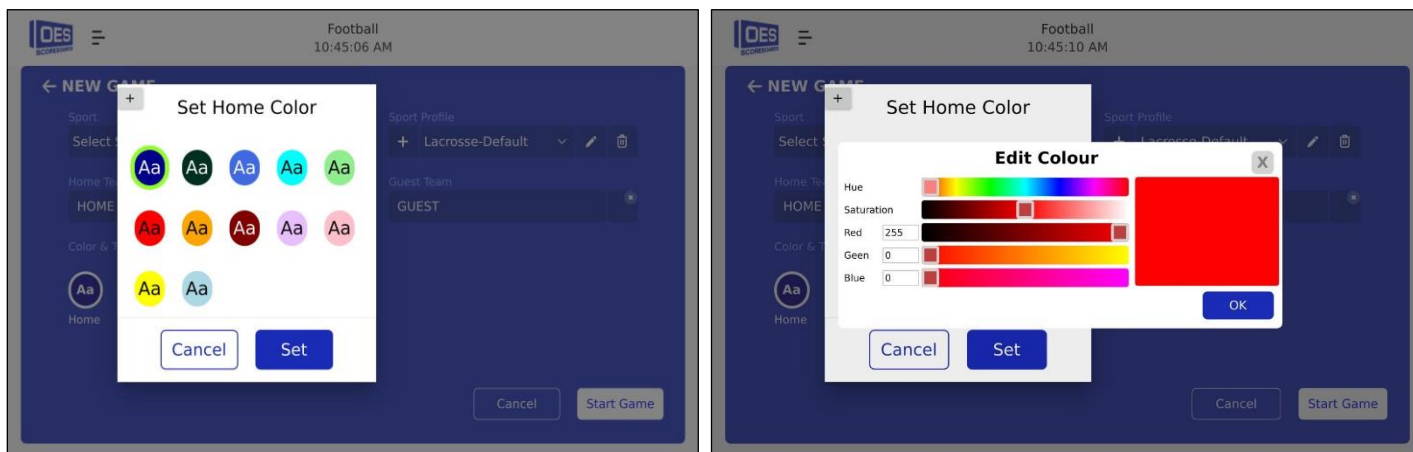 OES
SCOREBOARDS
Football
10:45:06 AM
← NEW GAME
+
Set Home Color
Sport
Sport Profile
Select
+ Lacrosse-Default
Aa Aa Aa Aa Aa
Home Te
Guest Team
HOME
GUEST
Aa Aa Aa Aa Aa
Color & T
Aa
Aa Aa
Home
Cancel
Set
Cancel
Start Game
OES
SCOREBOARDS
Football
10:45:10 AM
← NEW G
+
Set Home Color
Sport
Sport Profile
Select
+ Lacrosse-Default
Edit Colour
X
Home Te
Hue
HOME
Saturation
Red 255
Color & T
Geen 0
Blue 0
Aa
OK
Home
Cancel
Set
Cancel
Start Game